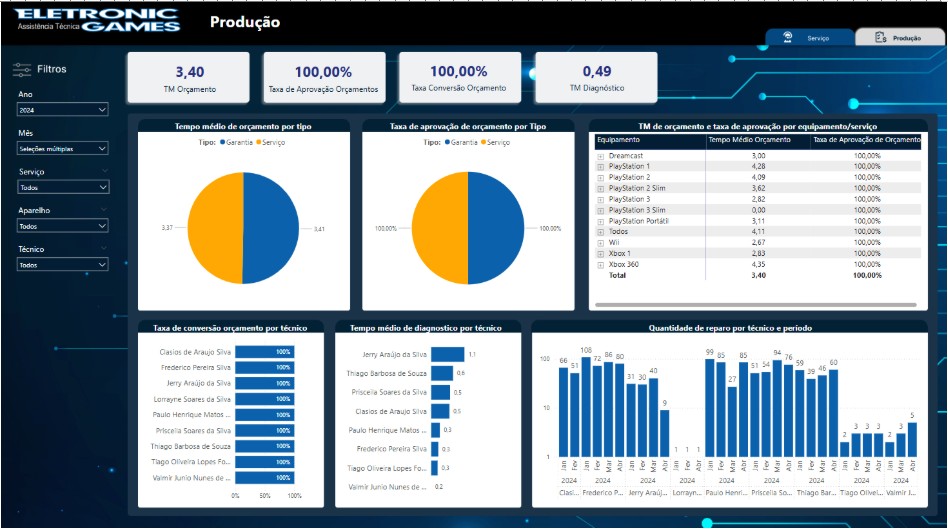 ELETRONIC
Assistência Técnica GAMES
Produção
Serviço
Produção
Filtros
Ano
2024
Mês
Seleções múltiplas
Serviço
Todos
Aparelho
Todos
Técnico
Todos
3,40
TM Orçamento
100,00%
Taxa de Aprovação Orçamentos
100,00%
Taxa Conversão Orçamento
0,49
TM Diagnóstico
Tempo médio de orçamento por tipo
Tipo: Garantia Serviço
3,37
3,41
Taxa de aprovação de orçamento por Tipo
Tipo: Garantia Serviço
100,00%
100,00%
TM de orçamento e taxa de aprovação por equipamento/serviço
Equipamento Tempo Médio Orçamento Taxa de Aprovação de Orçamento
Dreamcast 3,00 100,00%
PlayStation 1 4,28 100,00%
PlayStation 2 4,09 100,00%
PlayStation 2 Slim 3,62 100,00%
PlayStation 3 2,82 100,00%
PlayStation 3 Slim 0,00 100,00%
PlayStation Portátil 3,11 100,00%
Todos 4,11 100,00%
Wii 2,67 100,00%
Xbox 1 2,83 100,00%
Xbox 360 4,35 100,00%
Total 3,40 100,00%
Taxa de conversão orçamento por técnico
Clasios de Araujo Silva 100%
Frederico Pereira Silva 100%
Jerry Araújo da Silva 100%
Lorrayne Soares da Silva 100%
Paulo Henrique Matos ... 100%
Priscella Soares da Silva 100%
Thiago Barbosa de Souza 100%
Tiago Oliveira Lopes Fo... 100%
Valmir Junio Nunes de ... 100%
0% 50% 100%
Tempo médio de diagnostico por técnico
Jerry Araújo da Silva 1,1
Thiago Barbosa de Souza 0,6
Priscella Soares da Silva 0,5
Clasios de Araujo Silva 0,5
Paulo Henrique Matos ... 0,3
Frederico Pereira Silva 0,3
Tiago Oliveira Lopes Fo... 0,3
Valmir Junio Nunes de ... 0,2
Quantidade de reparo por técnico e periodo
100
10
1
66 51 108 72 86 80 31 30 40 9 1 1 1 99 85 27 85 51 54 94 76 59 39 46 60 2 3 3 3 2 3 5
Jan Fev Jan Fev Mar Abr Jan Fev Mar Abr Jan Fev Abr Jan Fev Mar Abr Jan Fev Mar Abr Jan Fev Mar Abr Jan Fev Mar Abr Jan Mar Abr
2024 2024 2024 2024 2024 2024 2024 2024 2024
Clasi... Frederico P... Jerry Araúj... Lorrayn... Paulo Henri... Priscella So... Thiago Bar... Tiago Olivei... Valmir J...